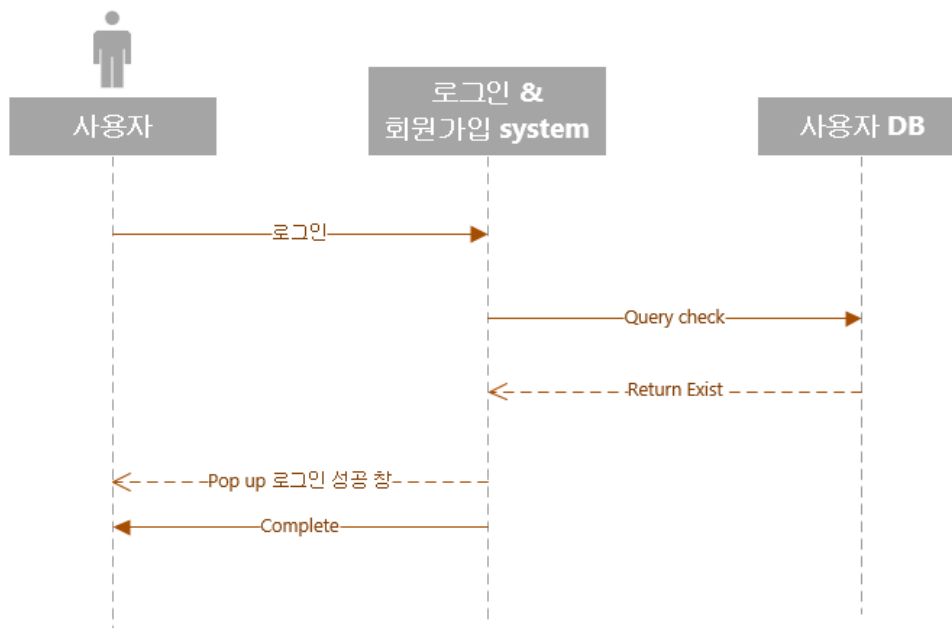 사용자
로그인 &
회원가입 system
사용자 DB
로그인
Query check
Return Exist
Pop up 로그인 성공 창
Complete